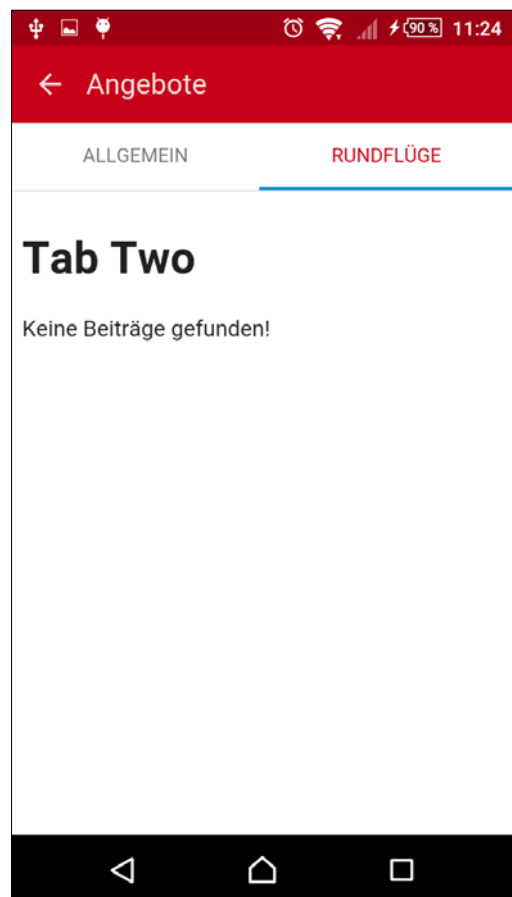 90 % 11:24
Angebote
ALLGEMEIN RUNDFLÜGE
Tab Two
Keine Beiträge gefunden!